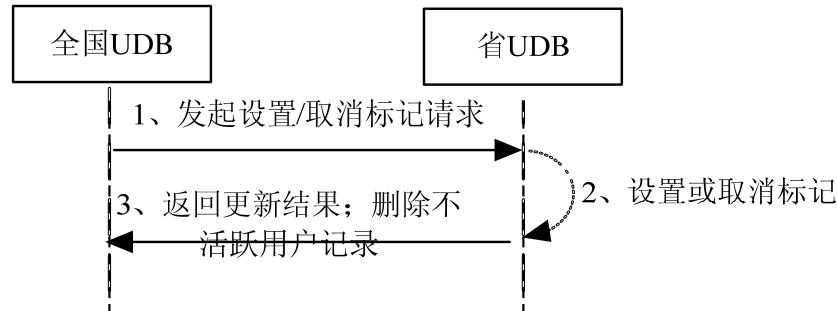 全国UDB
省UDB
1、发起设置/取消标记请求
2、设置或取消标记
3、返回更新结果；删除不
活跃用户记录